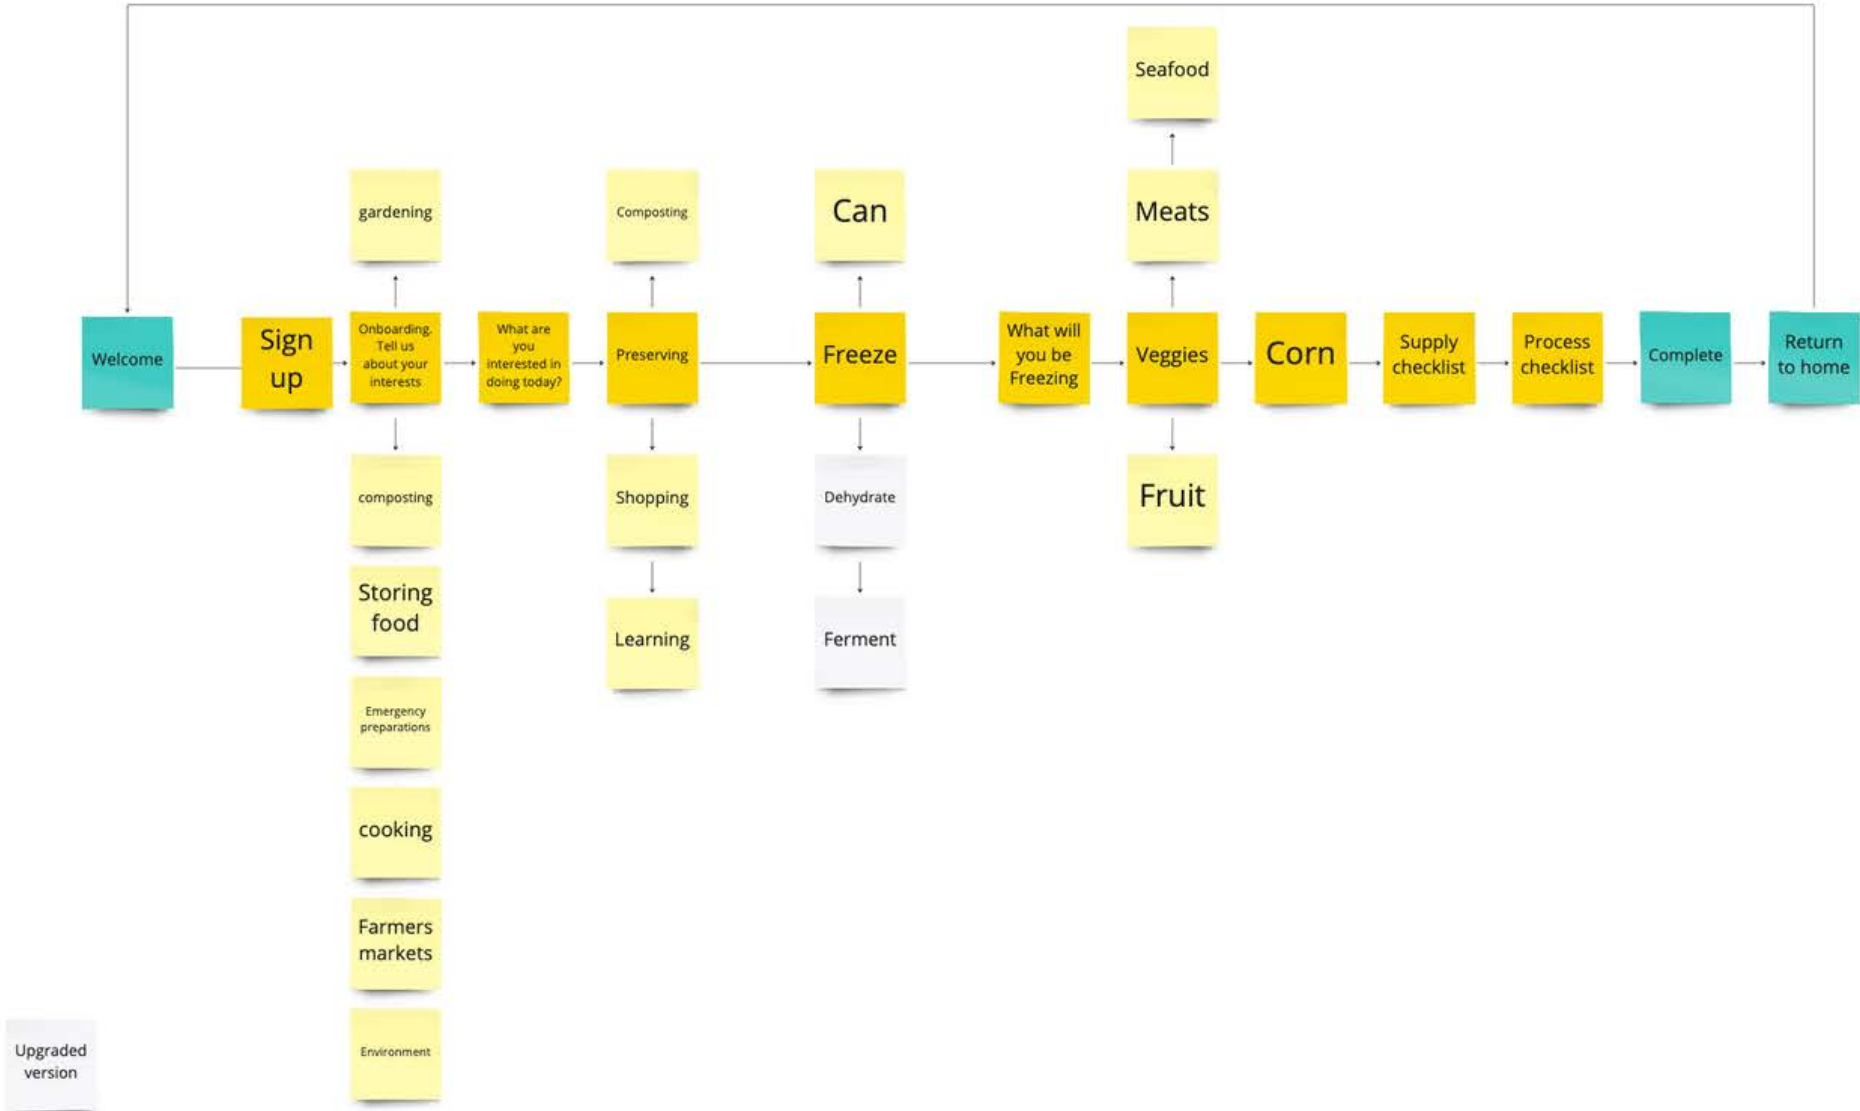 Seafood
gardening
Composting
Can
Meats
Welcome
Sign
up
Onboarding.
Tell us
about your
interests
What are
you
interested in
doing today?
Preserving
Freeze
What will
you be
Freezing
Veggies
Corn
Supply
checklist
Process
checklist
Complete
Return
to home
composting
Shopping
Dehydrate
Fruit
Storing
food
Learning
Ferment
Emergency
preparations
cooking
Farmers
markets
Environment
Upgraded
version